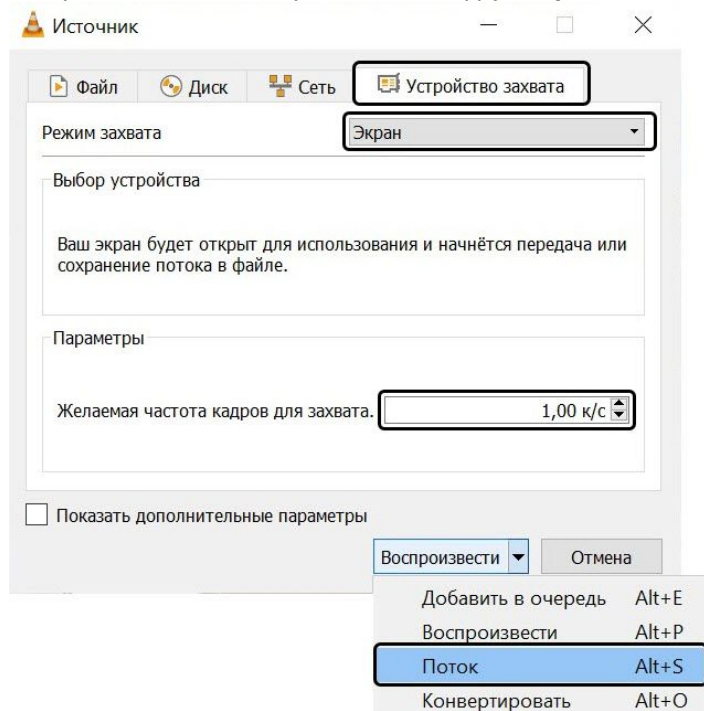 Источник
Файл Диск Сеть Устройство захвата
Режим захвата Экран
Выбор устройства
Ваш экран будет открыт для использования и начнётся передача или
сохранение потока в файле.
Параметры
Желаемая частота кадров для захвата. 1,00 к/с
Показать дополнительные параметры
Воспроизвести Отмена
Добавить в очередь Alt+E
Воспроизвести Alt+P
Поток Alt+S
Конвертировать Alt+O